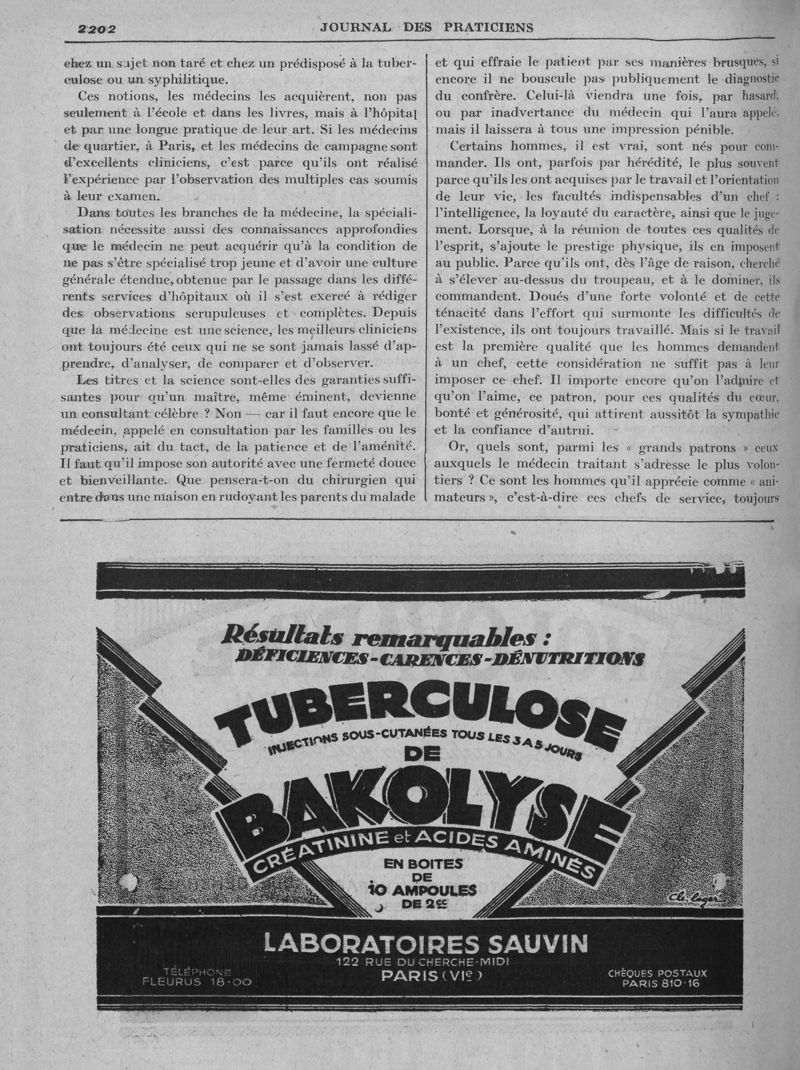 2202
JOURNAL DES PRATICIENS
chez un sujet non taré et chez un prédisposé à la tuber-
culose ou un syphilitique.
Ces notions, les médecins les acquièrent, non pas
seulement à l'école et dans les livres, mais à l'hôpital
et par une longue pratique de leur art. Si les médecins
de quartier, à Paris, et les médecins de campagne sont
d'excellents cliniciens, c'est parce qu'ils ont réalisé
l'expérience par l'observation des multiples cas soumis
à leur examen.
Dans toutes les branches de la médecine, la spéciali-
sation nécessite aussi des connaissances approfondies
que le médecin ne peut acquérir qu'à la condition de
ne pas s'être spécialisé trop jeune et d'avoir une culture
générale étendue, obtenue par le passage dans les diffé-
rents services d'hôpitaux où il s'est exercé à rédiger
des observations scrupuleuses et complètes. Depuis
que la médecine est une science, les meilleurs cliniciens
ont toujours été ceux qui ne se sont jamais lassé d'ap-
prendre, d'analyser, de comparer et d'observer.
Les titres et la science sont-elles des garanties suffi-
santes pour qu'un maître, même éminent, devienne
un consultant célèbre ? Non — car il faut encore que le
médecin, appelé en consultation par les familles ou les
praticiens, ait du tact, de la patience et de l'aménité.
Il faut qu'il impose son autorité avec une fermeté douce
et bienveillante. Que pensera-t-on du chirurgien qui
entre dans une maison en rudoyant les parents du malade
et qui effraie le patient par ses manières brusques, si
encore il ne bouscule pas publiquement le diagnostic
du confrère. Celui-là viendra une fois, par hasard,
ou par inadvertance du médecin qui l'aura appelé,
mais il laissera à tous une impression pénible.
Certains hommes, il est vrai, sont nés pour com-
mander. Ils ont, parfois par hérédité, le plus souvent
parce qu'ils les ont acquises par le travail et l'orientation
de leur vie, les facultés indispensables d'un chef :
l'intelligence, la loyauté du caractère, ainsi que le juge-
ment. Lorsque, à la réunion de toutes ces qualités de
l'esprit, s'ajoute le prestige physique, ils en imposent
au public. Parce qu'ils ont, dès l'âge de raison, cherché
à s'élever au-dessus du troupeau, et à le dominer, ils
commandent. Doués d'une forte volonté et de cette
ténacité dans l'effort qui surmonte les difficultés de
l'existence, ils ont toujours travaillé. Mais si le travail
est la première qualité que les hommes demandent
à un chef, cette considération ne suffit pas à leur
imposer ce chef. Il importe encore qu'on l'admire et
qu'on l'aime, ce patron, pour ces qualités du cœur,
bonté et générosité, qui attirent aussitôt la sympathie
et la confiance d'autrui.
Or, quels sont, parmi les « grands patrons » ceux
auxquels le médecin traitant s'adresse le plus volon-
tiers ? Ce sont les hommes qu'il apprécie comme « ani-
mateurs », c'est-à-dire ces chefs de service, toujours
Résultats remarquables :
DÉFICIENCES-CARENCES-DÉNUTRITIONS
TUBERCULOSE
INJECTIONS SOUS-CUTANÉES TOUS LES 3 A 5 JOURS
DE
BAKOLYSE
CRÉATININE et ACIDES AMINÉS
EN BOITES
DE
10 AMPOULES
DE 2cc
Ch. Loger
LABORATOIRES SAUVIN
122 RUE DU CHERCHE-MIDI
PARIS (VIe)
TÉLÉPHONE
FLEURUS 18-00
CHÈQUES POSTAUX
PARIS 810-16